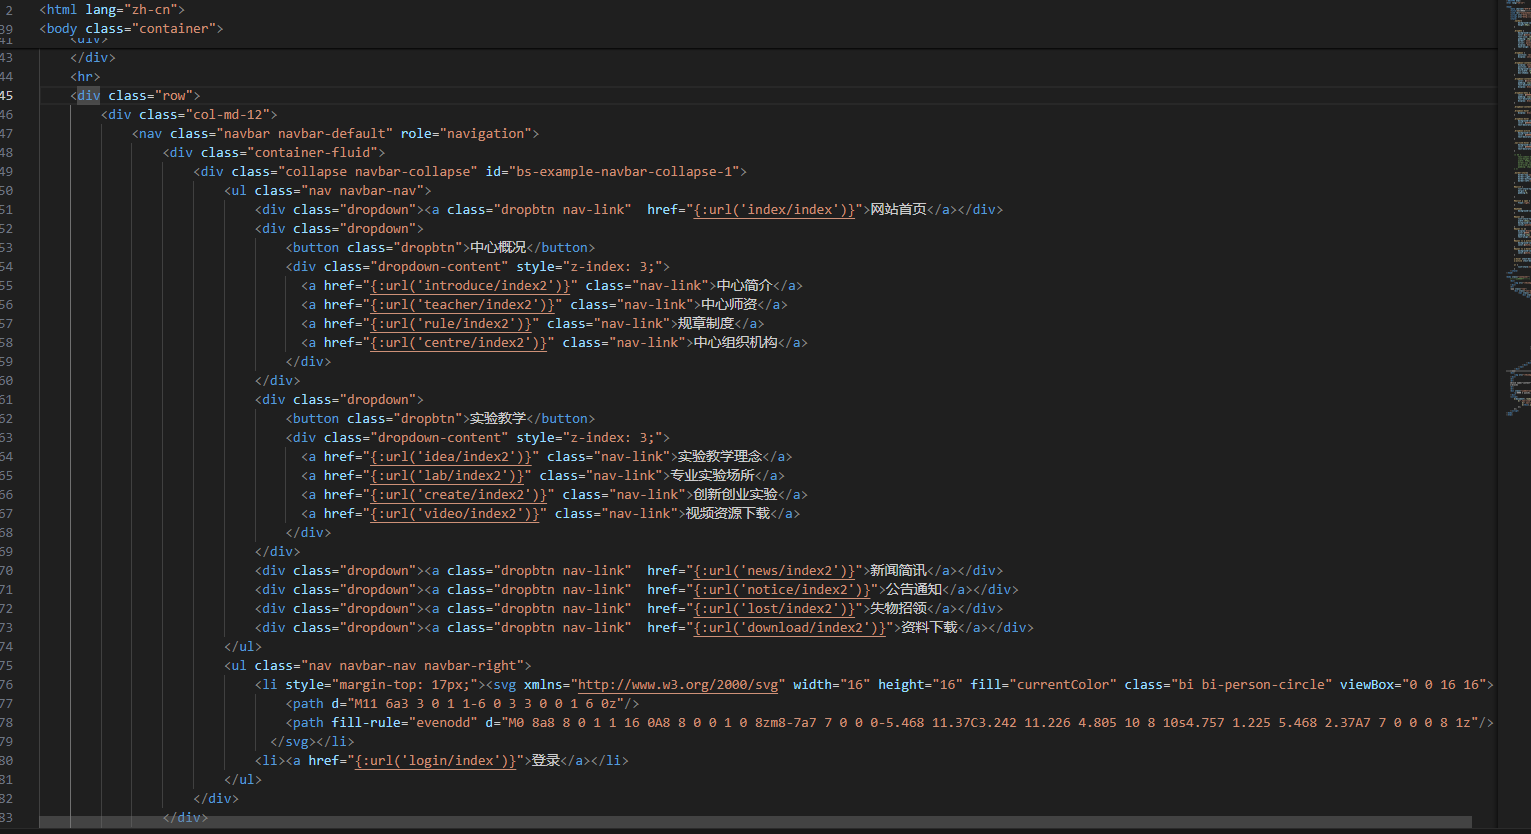 2 <html lang="zh-cn">
39 <body class="container">
41 <div>
43 </div>
44 <hr>
45 <div class="row">
46 <div class="col-md-12">
47 <nav class="navbar navbar-default" role="navigation">
48 <div class="container-fluid">
49 <div class="collapse navbar-collapse" id="bs-example-navbar-collapse-1">
50 <ul class="nav navbar-nav">
51 <div class="dropdown"><a class="dropbtn nav-link"  href="{:url('index/index')}">网站首页</a></div>
52 <div class="dropdown">
53 <button class="dropbtn">中心概况</button>
54 <div class="dropdown-content" style="z-index: 3;">
55 <a href="{:url('introduce/index2')}" class="nav-link">中心简介</a>
56 <a href="{:url('teacher/index2')}" class="nav-link">中心师资</a>
57 <a href="{:url('rule/index2')}" class="nav-link">规章制度</a>
58 <a href="{:url('centre/index2')}" class="nav-link">中心组织机构</a>
59 </div>
60 </div>
61 <div class="dropdown">
62 <button class="dropbtn">实验教学</button>
63 <div class="dropdown-content" style="z-index: 3;">
64 <a href="{:url('idea/index2')}" class="nav-link">实验教学理念</a>
65 <a href="{:url('lab/index2')}" class="nav-link">专业实验场所</a>
66 <a href="{:url('create/index2')}" class="nav-link">创新创业实验</a>
67 <a href="{:url('video/index2')}" class="nav-link">视频资源下载</a>
68 </div>
69 </div>
70 <div class="dropdown"><a class="dropbtn nav-link"  href="{:url('news/index2')}">新闻简讯</a></div>
71 <div class="dropdown"><a class="dropbtn nav-link"  href="{:url('notice/index2')}">公告通知</a></div>
72 <div class="dropdown"><a class="dropbtn nav-link"  href="{:url('lost/index2')}">失物招领</a></div>
73 <div class="dropdown"><a class="dropbtn nav-link"  href="{:url('download/index2')}">资料下载</a></div>
74 </ul>
75 <ul class="nav navbar-nav navbar-right">
76 <li style="margin-top: 17px;"><svg xmlns="http://www.w3.org/2000/svg" width="16" height="16" fill="currentColor" class="bi bi-person-circle" viewBox="0 0 16 16">
77 <path d="M11 6a3 3 0 1 1-6 0 3 3 0 0 1 6 0z"/>
78 <path fill-rule="evenodd" d="M0 8a8 8 0 1 1 16 0A8 8 0 0 1 0 8zm8-7a7 7 0 0 0-5.468 11.37C3.242 11.226 4.805 10 8 10s4.757 1.225 5.468 2.37A7 7 0 0 0 8 1z"/>
79 </svg></li>
80 <li><a href="{:url('login/index')}">登录</a></li>
81 </ul>
82 </div>
83 </div>